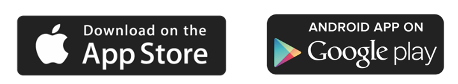 Download on the
App Store
ANDROID APP ON
Google play